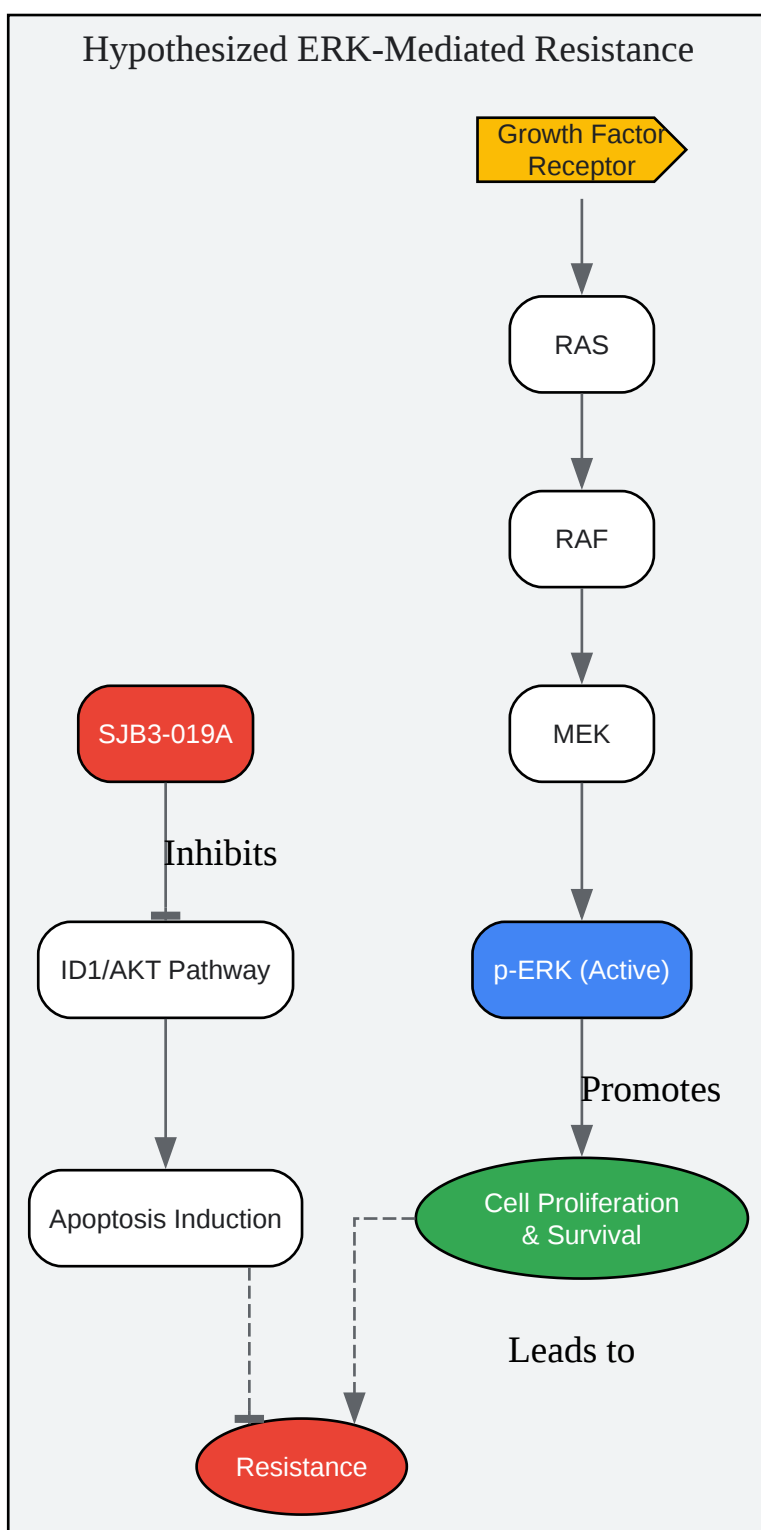 Hypothesized ERK-Mediated Resistance
Growth Factor
Receptor
RAS
RAF
SJB3-019A
MEK
Inhibits
ID1/AKT Pathway
p-ERK (Active)
Promotes
Apoptosis Induction
Cell Proliferation
& Survival
Leads to
Resistance